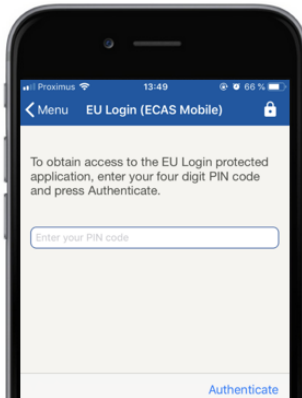 Proximus 13:49 66 %
Menu EU Login (ECAS Mobile)
To obtain access to the EU Login protected
application, enter your four digit PIN code
and press Authenticate.
Enter your PIN code
Authenticate